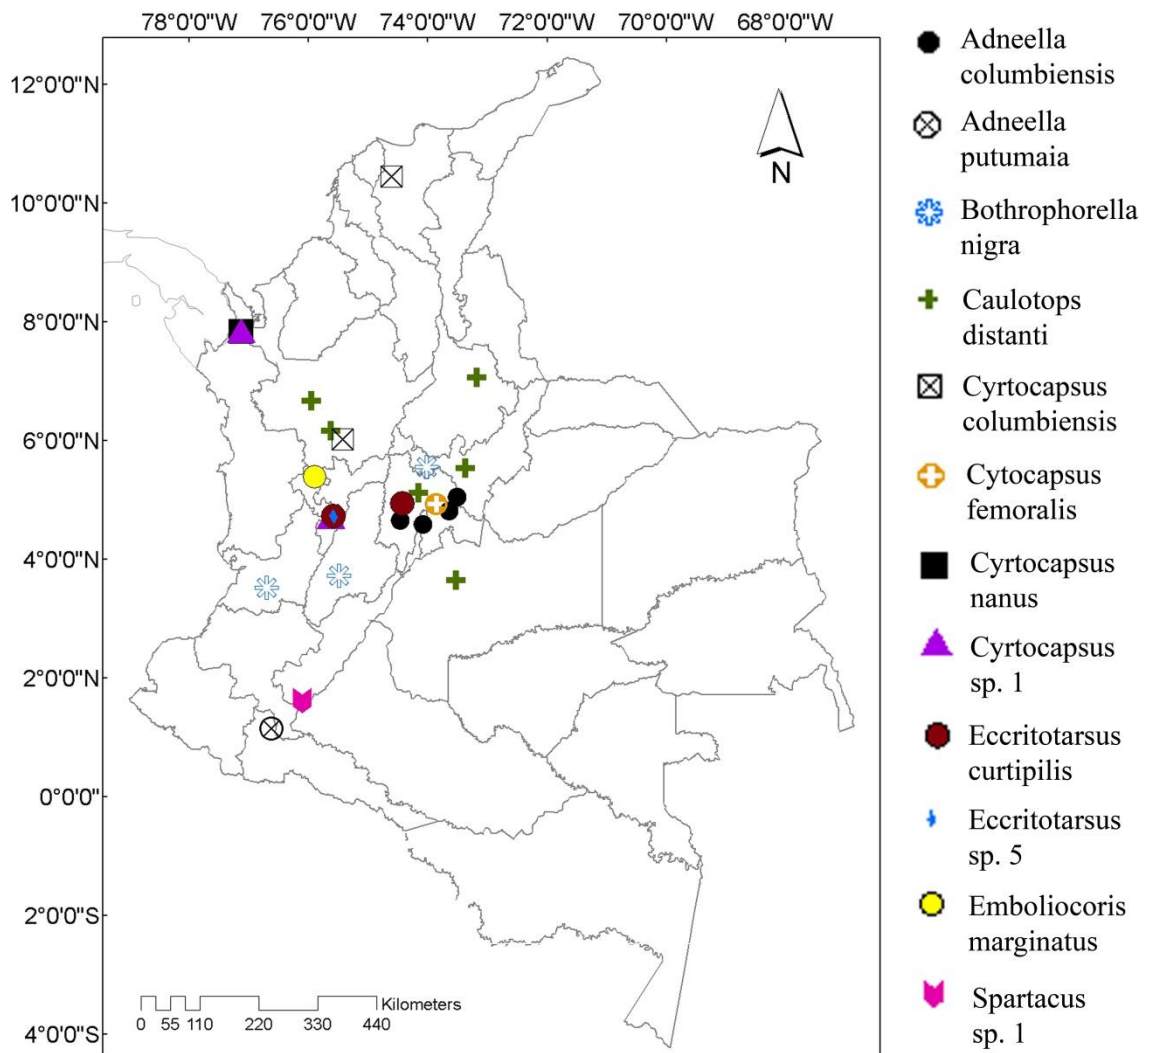 78°0'0"W 76°0'0"W 74°0'0"W 72°0'0"W 70°0'0"W 68°0'0"W
12°0'0"N
10°0'0"N
8°0'0"N
6°0'0"N
4°0'0"N
2°0'0"N
0°0'0"
2°0'0"S
4°0'0"S
N
Kilometers
0 55 110 220 330 440
Adneella
columbiensis
Adneella
putumaia
Bothrophorella
nigra
Caulotops
distanti
Cyrtocapsus
columbiensis
Cytocapsus
femoralis
Cyrtocapsus
nanus
Cyrtocapsus
sp. 1
Eccritotarsus
curtipilis
Eccritotarsus
sp. 5
Emboliocoris
marginatus
Spartacus
sp. 1